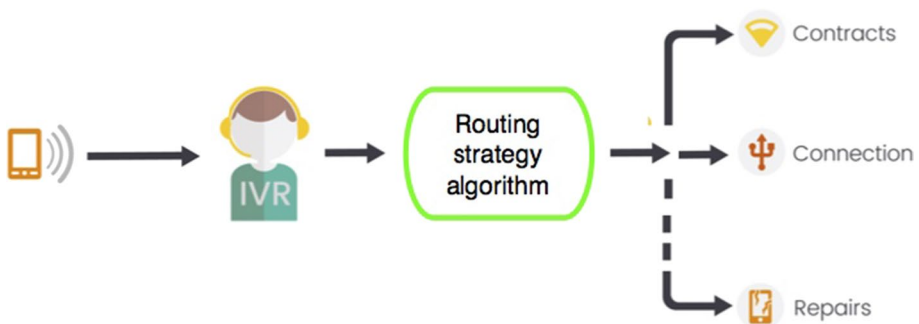 IVR
Routing
strategy
algorithm
Contracts
Connection
Repairs